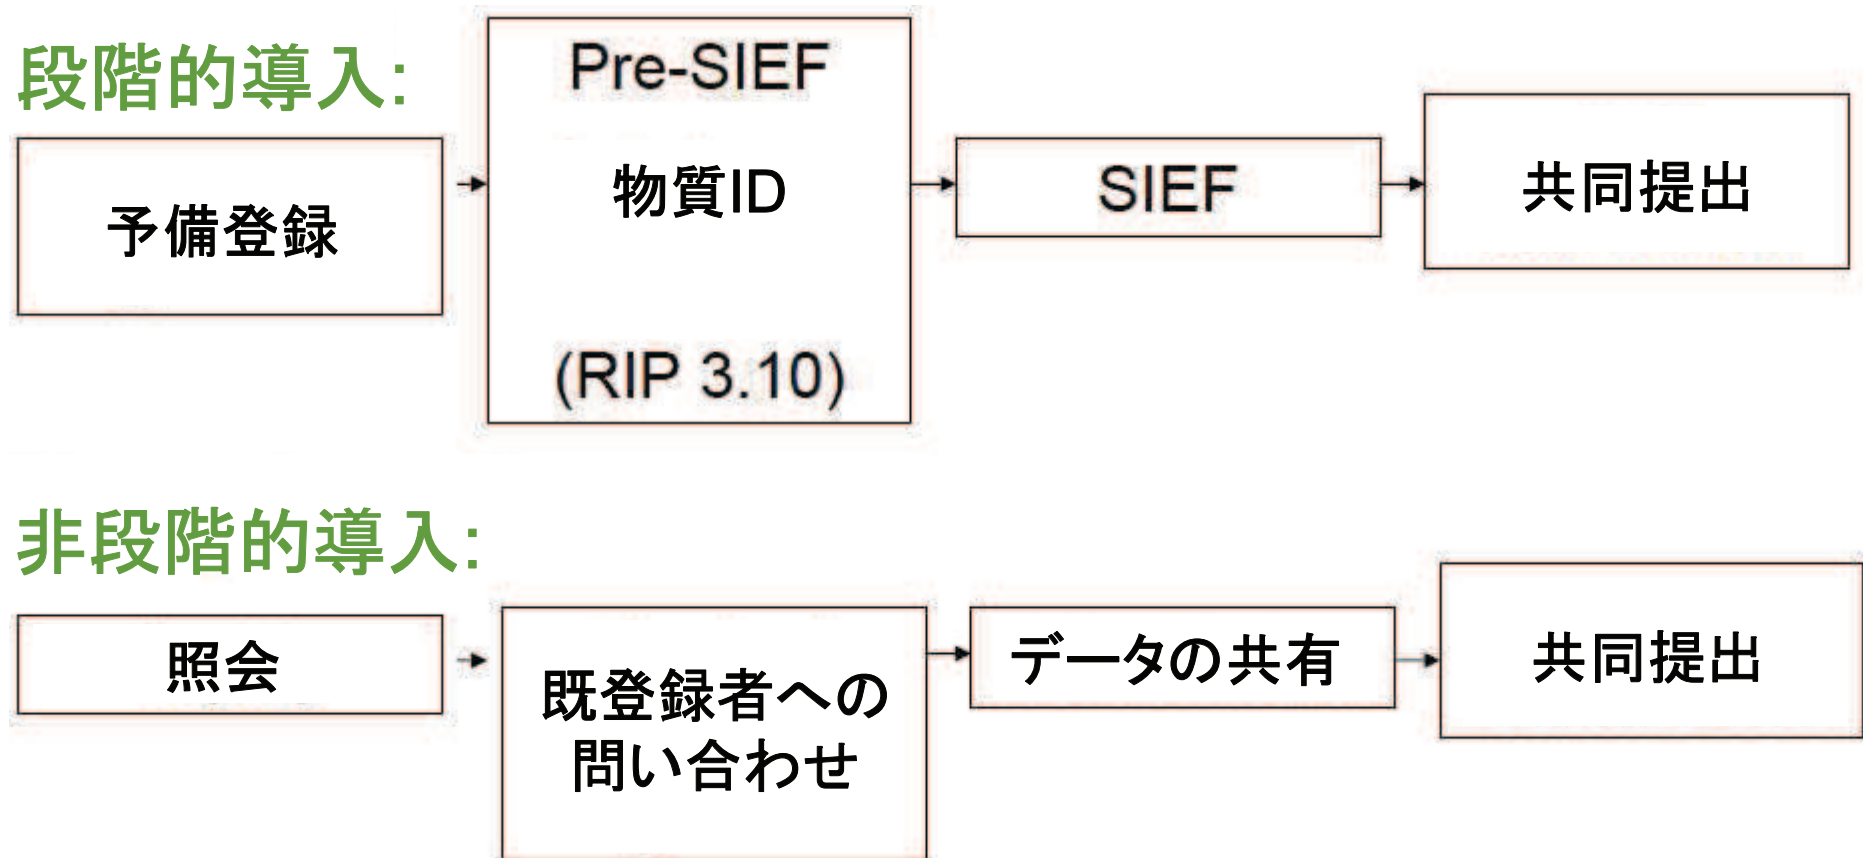 段階的導入:
予備登録
Pre-SIEF
物質ID
(RIP 3.10)
SIEF
共同提出
非段階的導入:
照会
既登録者への
問い合わせ
データの共有
共同提出